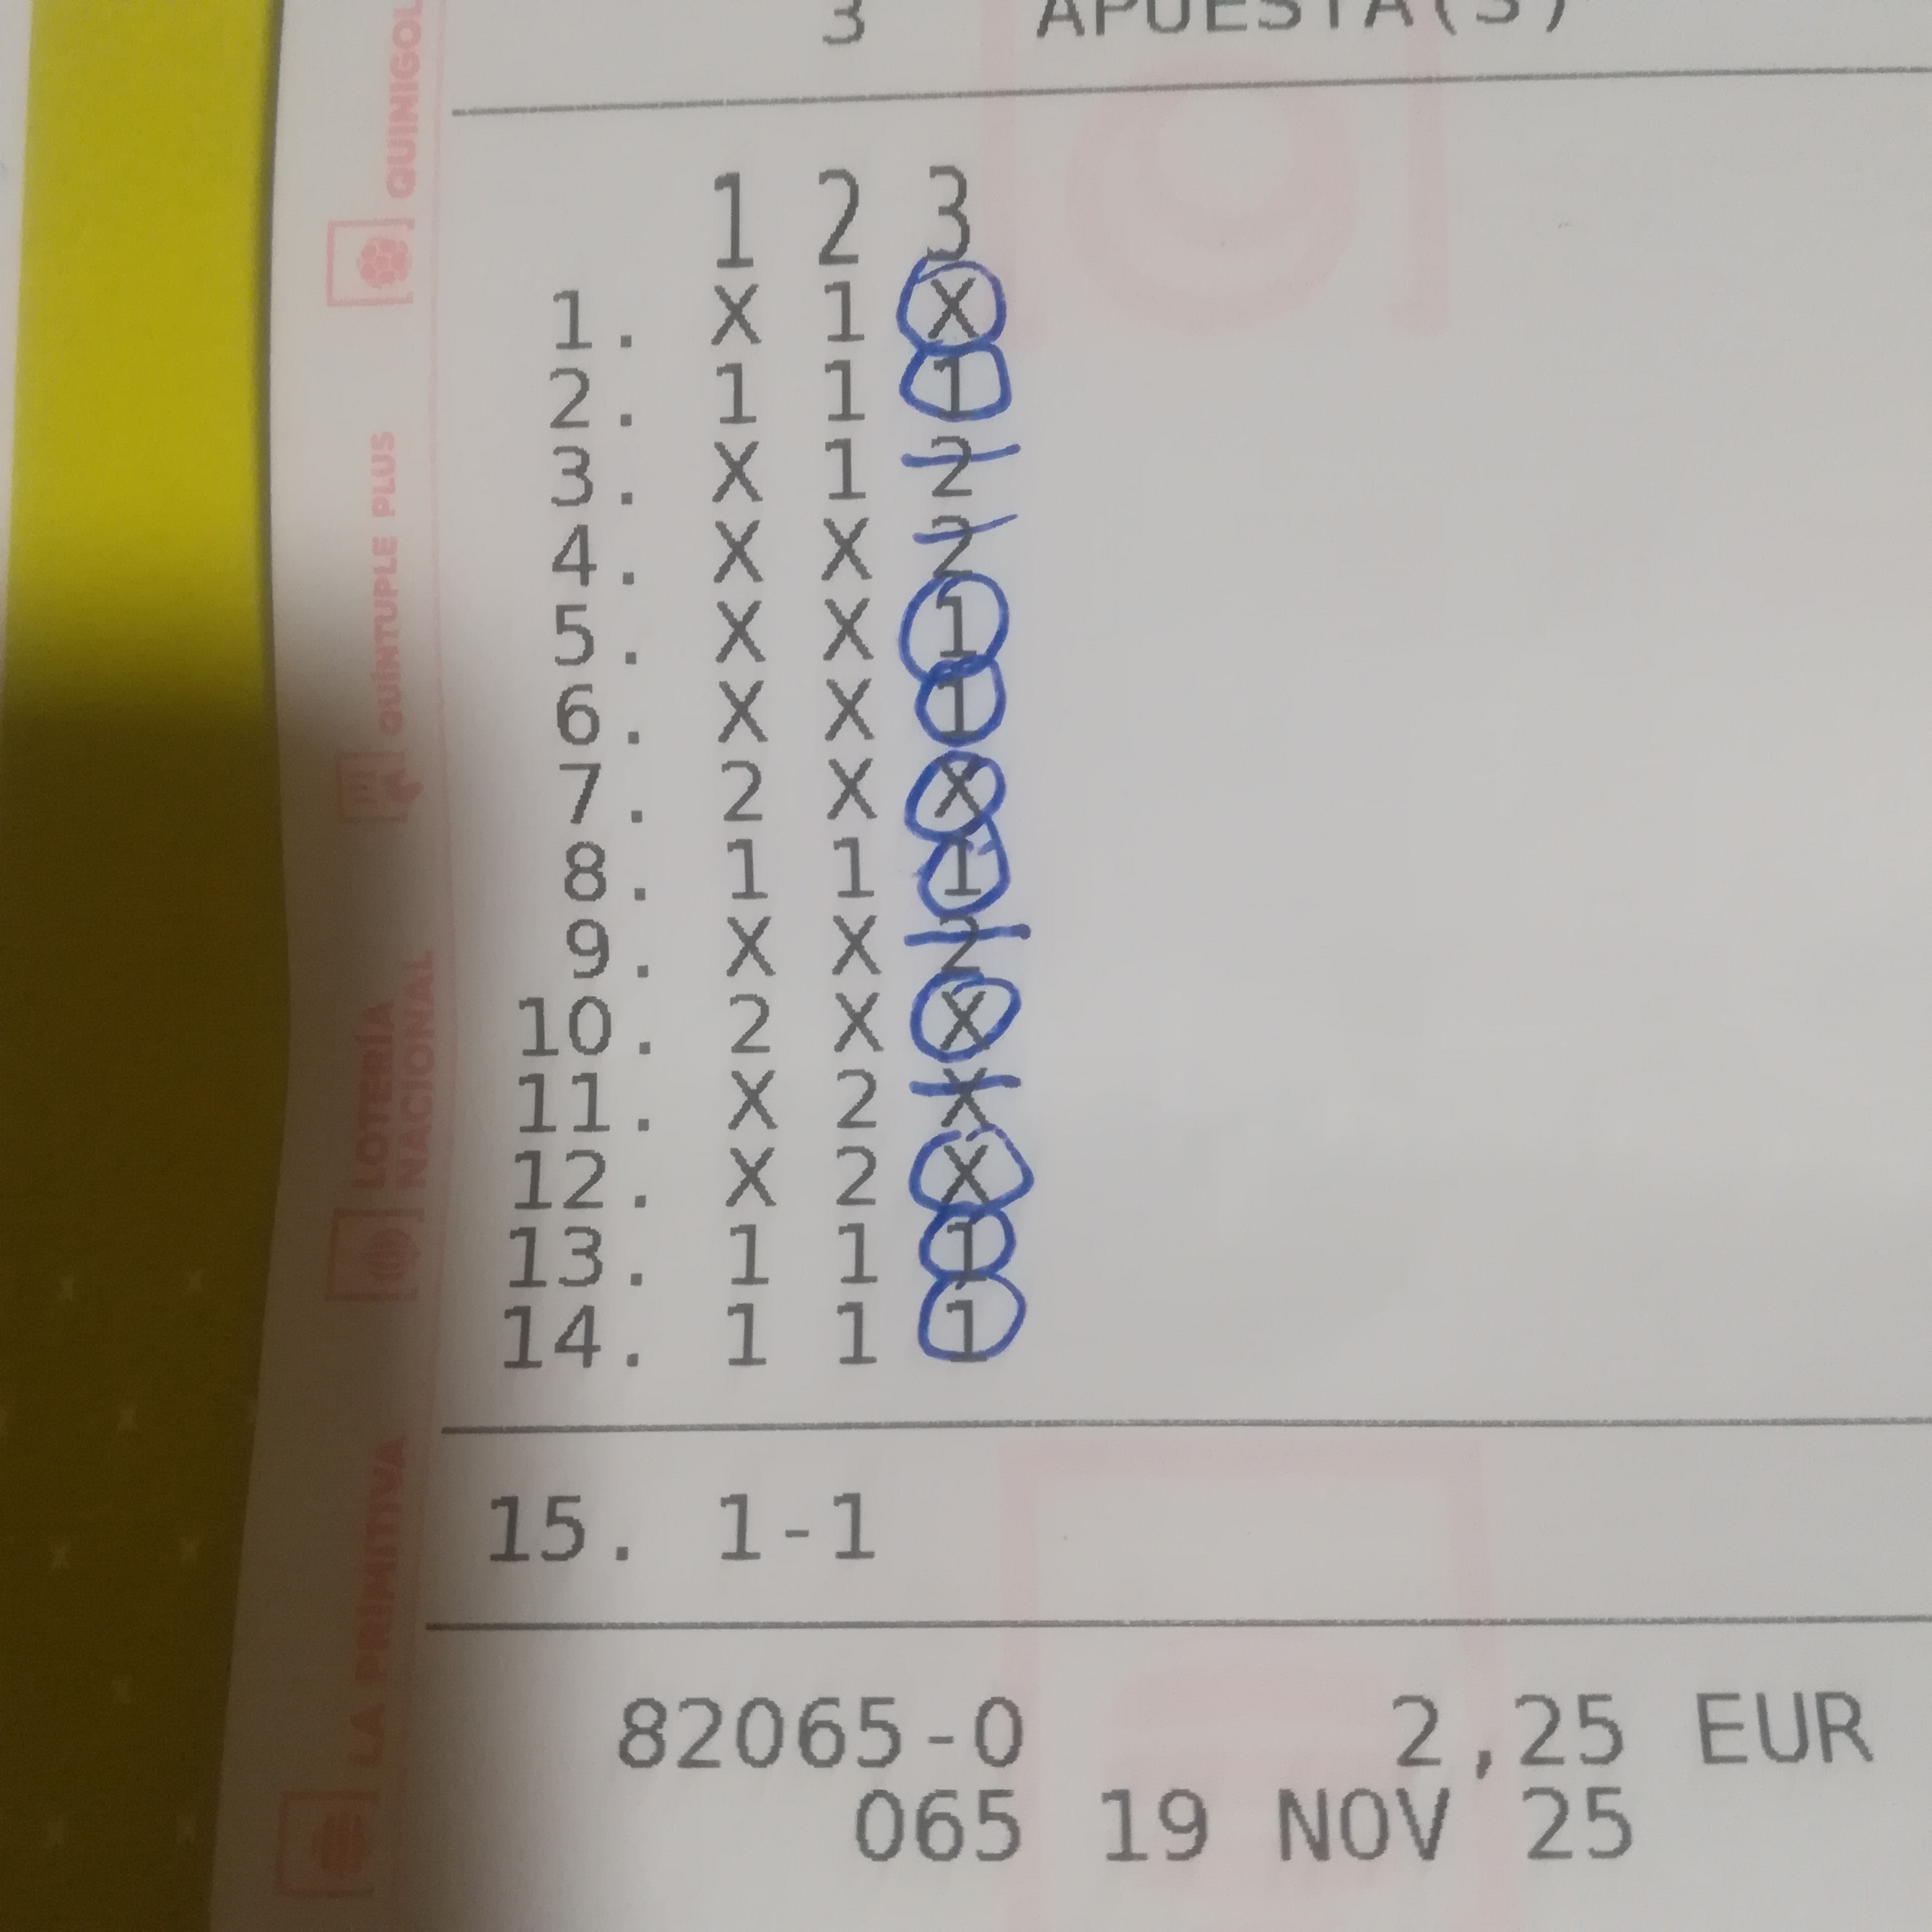 3 APUESTA(S)
1 2 3
1. X 1 X
2. 1 1 1
3. X 1 2
4. X X 2
5. X X 1
6. X X 1
7. 2 X X
8. 1 1 1
9. X X 2
10. 2 X X
11. X 2 X
12. X 2 X
13. 1 1 1
14. 1 1 1
15. 1-1
82065-0 2,25 EUR
065 19 NOV 25
QUINIGOL
QUÍNTUPLE PLUS
LOTERÍA
NACIONAL
LA PRIMITIVA